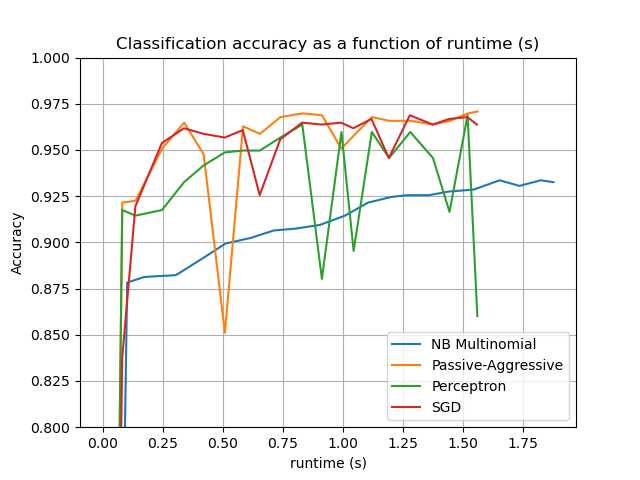 Classification accuracy as a function of runtime (s)
1.000
0.975
0.950
0.925
0.900
0.875
0.850
0.825
0.800
Accuracy
NB Multinomial
Passive-Aggressive
Perceptron
SGD
0.00 0.25 0.50 0.75 1.00 1.25 1.50 1.75
runtime (s)